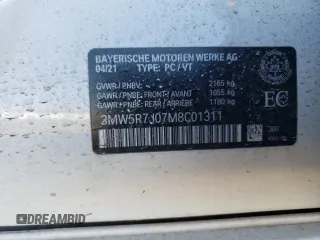 BAYERISCHE MOTOREN WERKE AG
04/21 TYPE: PC / VT
GVWR / PNBV: 2165 kg
GAWR / PNBE: FRONT / AVANT 1055 kg
GAWR / PNBE: REAR / ARRIÈRE 1180 kg
EC
3MW5R7J07M8C01311
300
DREAMBID